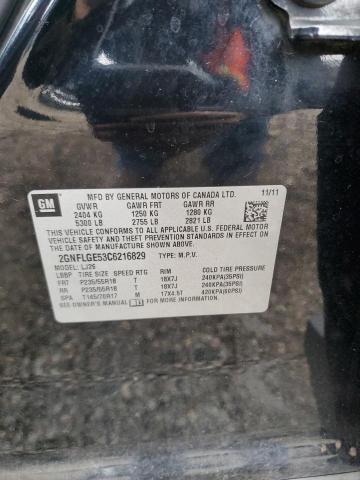 GM
MFD BY GENERAL MOTORS OF CANADA LTD. 11/11
GVWR GAWR FRT GAWR RR
2404 KG 1250 KG 1280 KG
5300 LB 2755 LB 2821 LB
THIS VEHICLE CONFORMS TO ALL APPLICABLE U.S. FEDERAL
MOTOR VEHICLE SAFETY AND THEFT PREVENTION STANDARDS
IN EFFECT ON THE DATE OF MANUFACTURE SHOWN ABOVE.
2GNFLGE53C6216829 TYPE: M.P.V.
MODEL: LJ26
TIRE SIZE SPEED RTG RIM COLD TIRE PRESSURE
FRT P235/55R18 T 18X7J 240KPA(35PSI)
RR P235/55R18 T 18X7J 240KPA(35PSI)
SPA T145/70R17 M 17X4.5T 420KPA(60PSI)
SEE OWNER'S MANUAL FOR ADDITIONAL INFORMATION